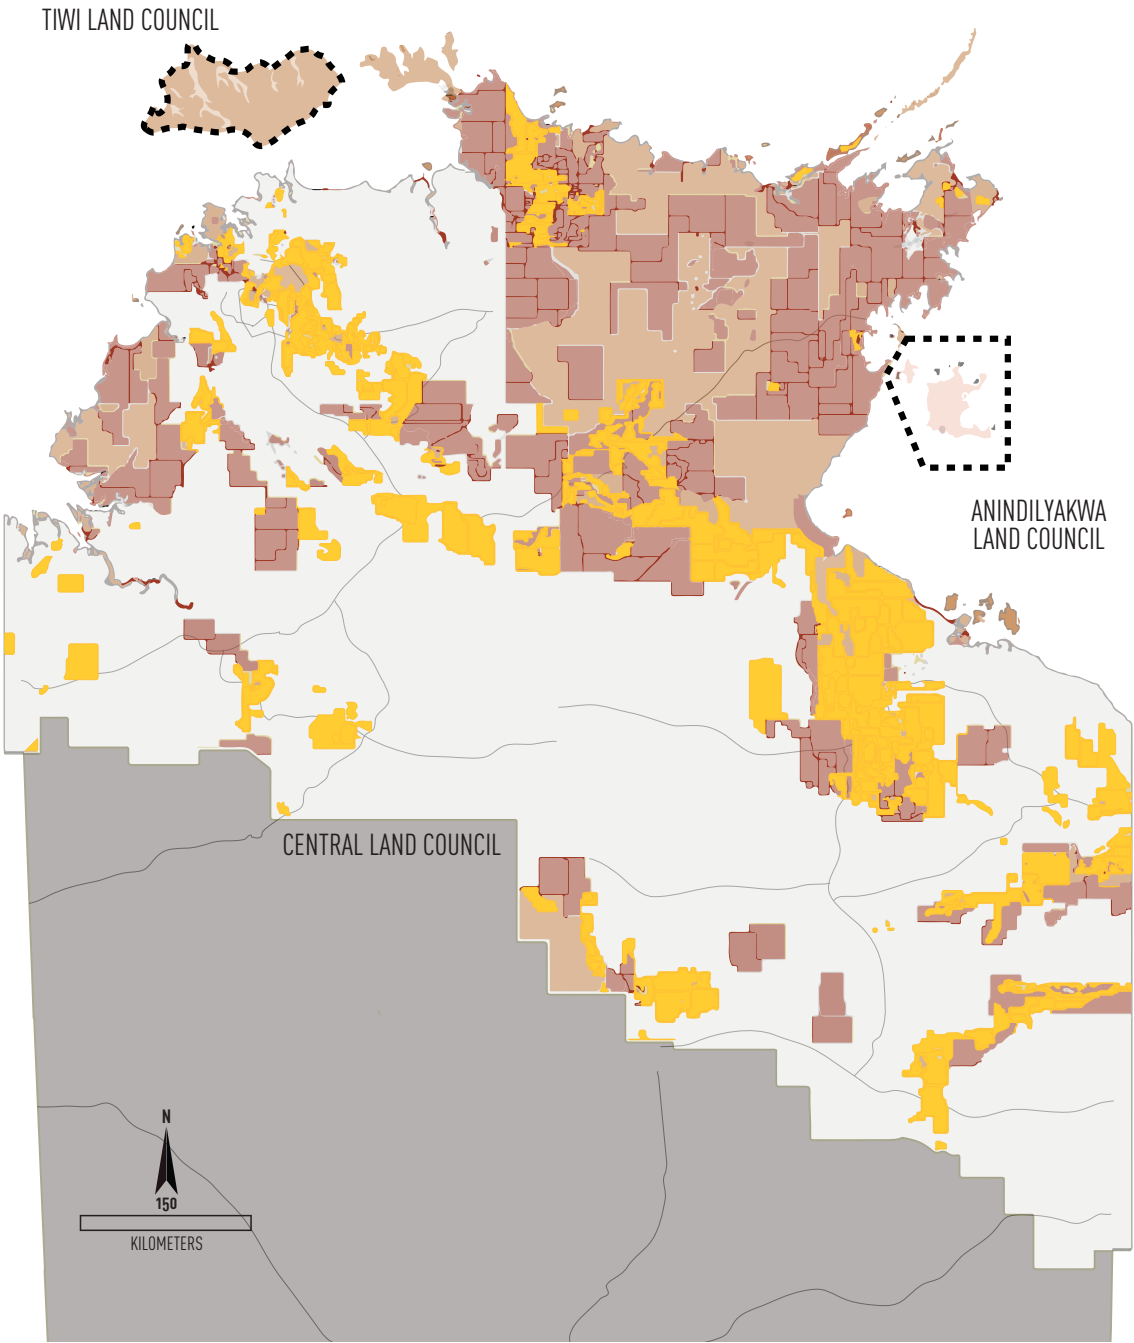 TIWI LAND COUNCIL
ANINDILYAKWA
LAND COUNCIL
CENTRAL LAND COUNCIL
N
150
KILOMETERS